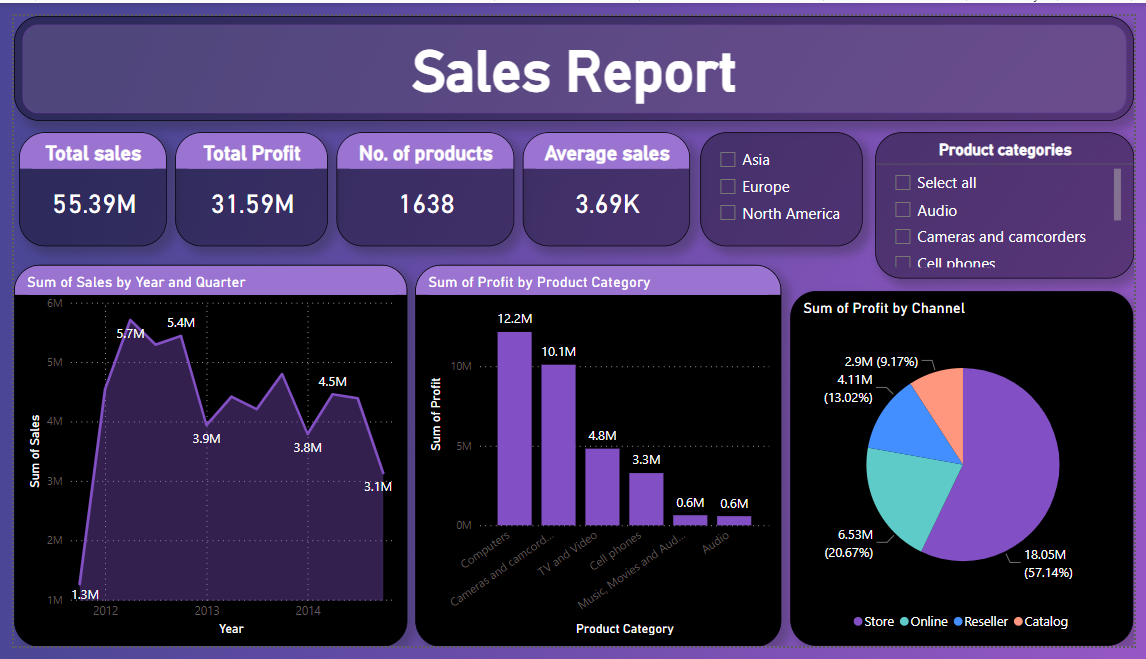 Sales Report
Total sales
55.39M
Total Profit
31.59M
No. of products
1638
Average sales
3.69K
Asia
Europe
North America
Product categories
Select all
Audio
Cameras and camcorders
Cell phones
Sum of Sales by Year and Quarter
Sum of Sales
6M
5M
4M
3M
2M
1M
1.3M
5.7M
5.4M
3.9M
3.8M
4.5M
3.1M
2012
2013
2014
Year
Sum of Profit by Product Category
Sum of Profit
10M
5M
0M
12.2M
10.1M
4.8M
3.3M
0.6M
0.6M
Computers
Cameras and camcord...
TV and Video
Cell phones
Music, Movies and Aud...
Audio
Product Category
Sum of Profit by Channel
2.9M (9.17%)
4.11M
(13.02%)
6.53M
(20.67%)
18.05M
(57.14%)
Store Online Reseller Catalog